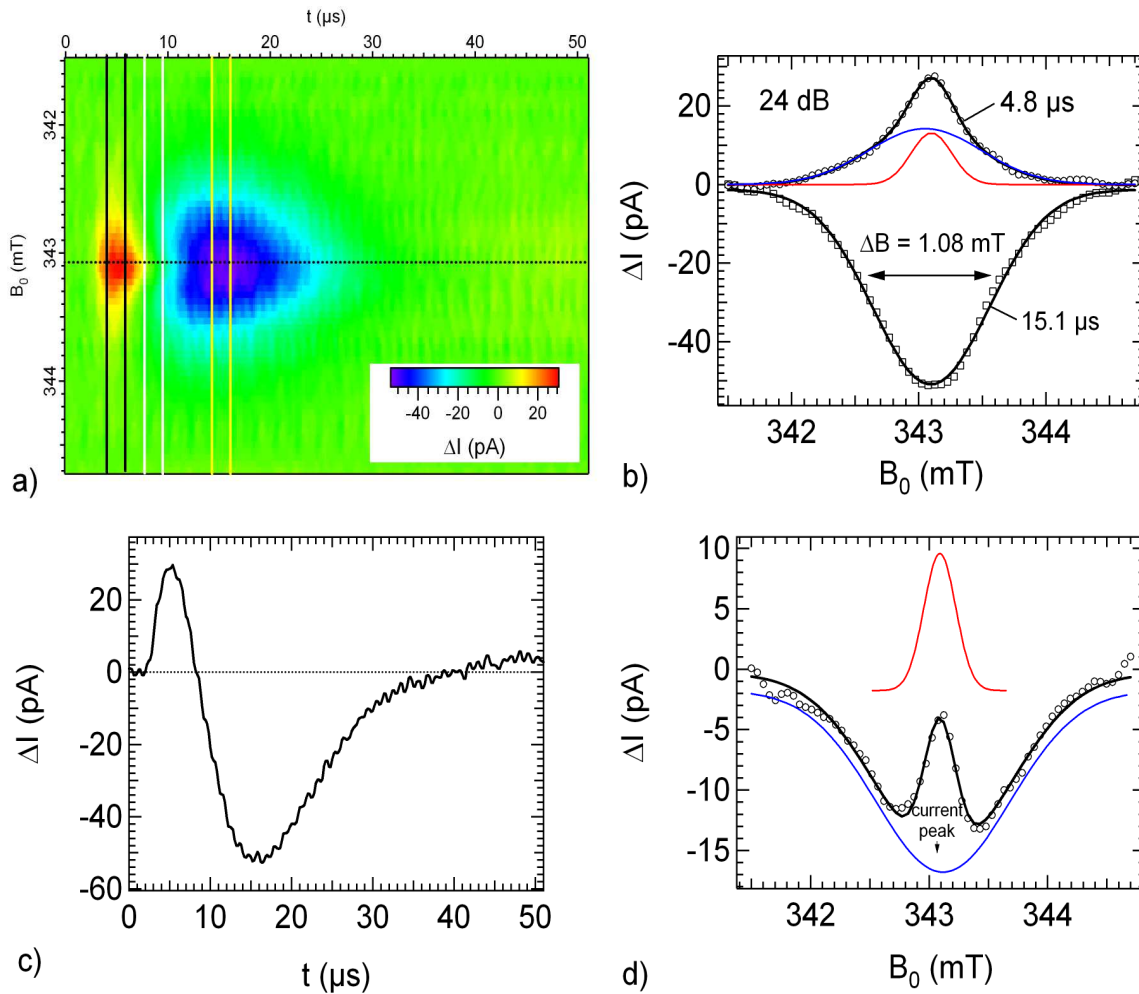 t (µs)
0 10 20 30 40 50
B₀ (mT)
342
343
344
-40 -20 0 20
ΔI (pA)
a)
24 dB
4.8 µs
ΔB = 1.08 mT
15.1 µs
20
0
-20
-40
ΔI (pA)
342 343 344
B₀ (mT)
b)
20
0
-20
-40
-60
ΔI (pA)
0 10 20 30 40 50
t (µs)
c)
10
5
0
-5
-10
-15
ΔI (pA)
current
peak
342 343 344
B₀ (mT)
d)